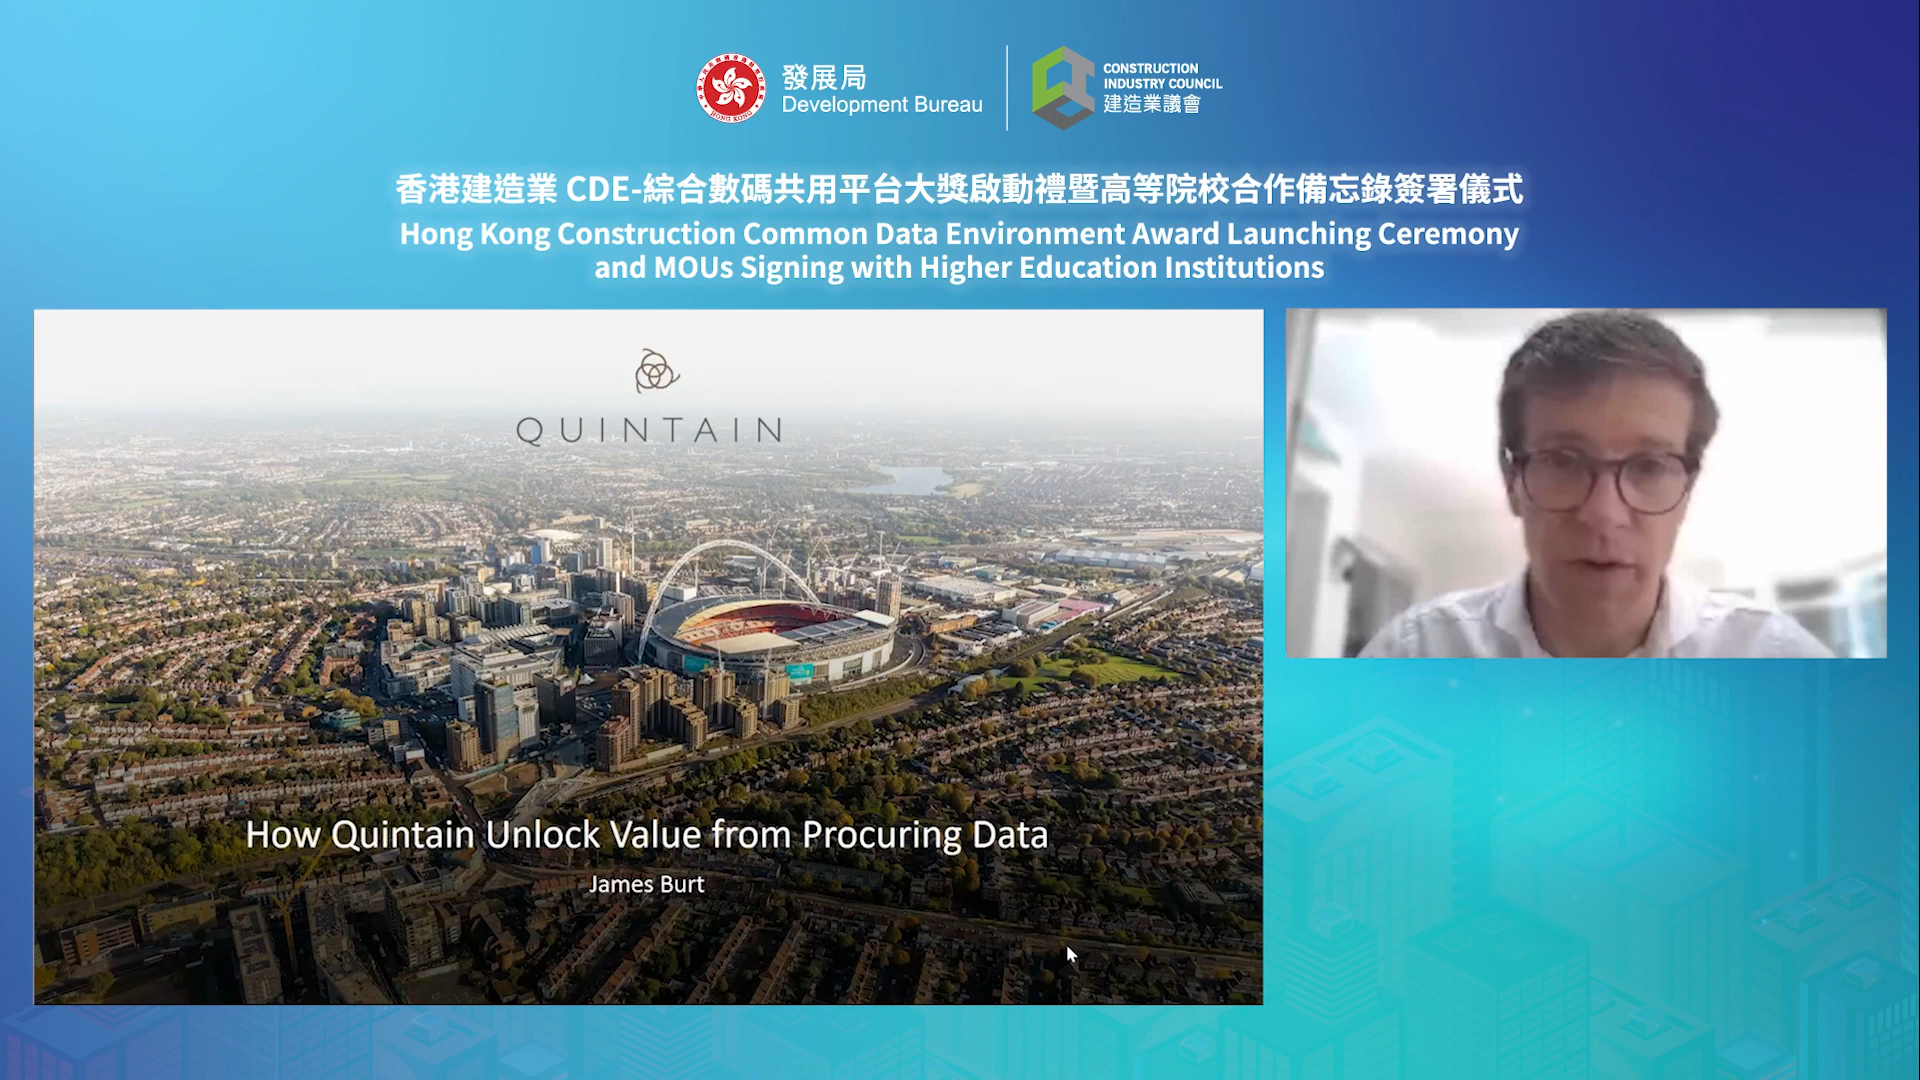 發展局
Development Bureau
CONSTRUCTION
INDUSTRY COUNCIL
建造業議會
香港建造業 CDE-綜合數碼共用平台大獎啟動禮暨高等院校合作備忘錄簽署儀式
Hong Kong Construction Common Data Environment Award Launching Ceremony
and MOUs Signing with Higher Education Institutions
QUINTAIN
How Quintain Unlock Value from Procuring Data
James Burt